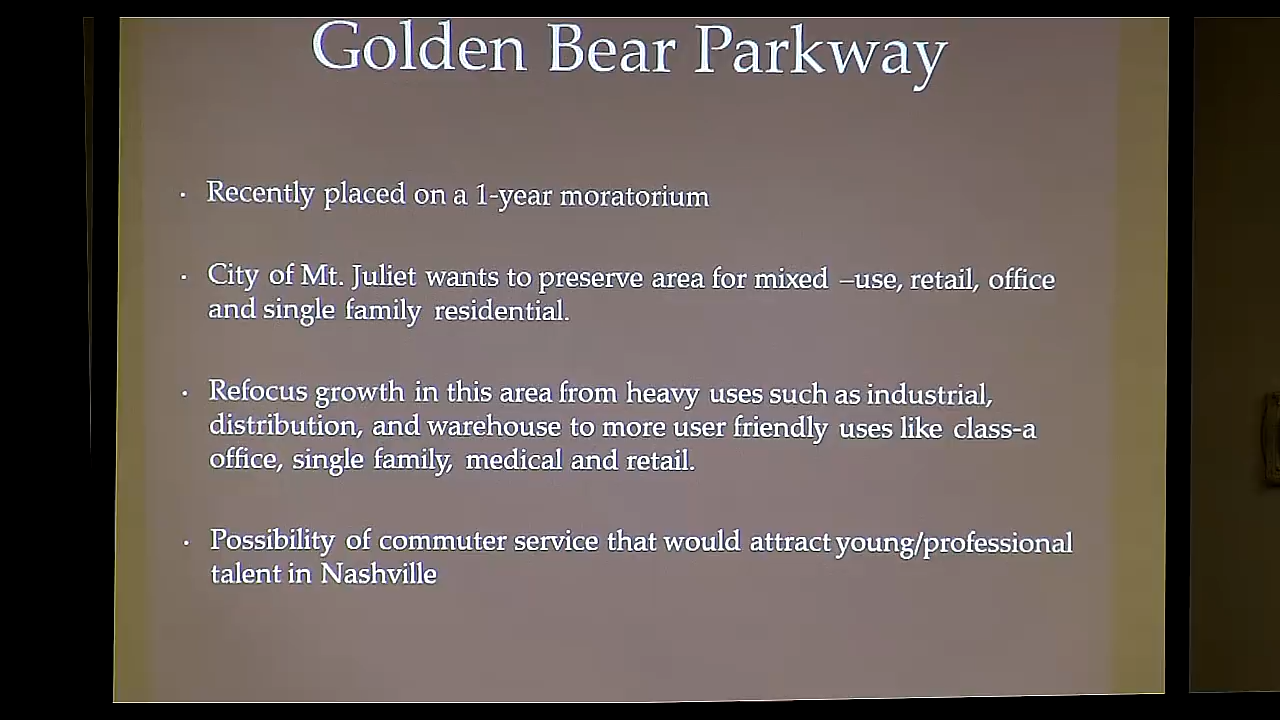 Golden Bear Parkway
· Recently placed on a 1-year moratorium
· City of Mt. Juliet wants to preserve area for mixed –use, retail, office
and single family residential.
· Refocus growth in this area from heavy uses such as industrial,
distribution, and warehouse to more user friendly uses like class-a
office, single family, medical and retail.
· Possibility of commuter service that would attract young/professional
talent in Nashville